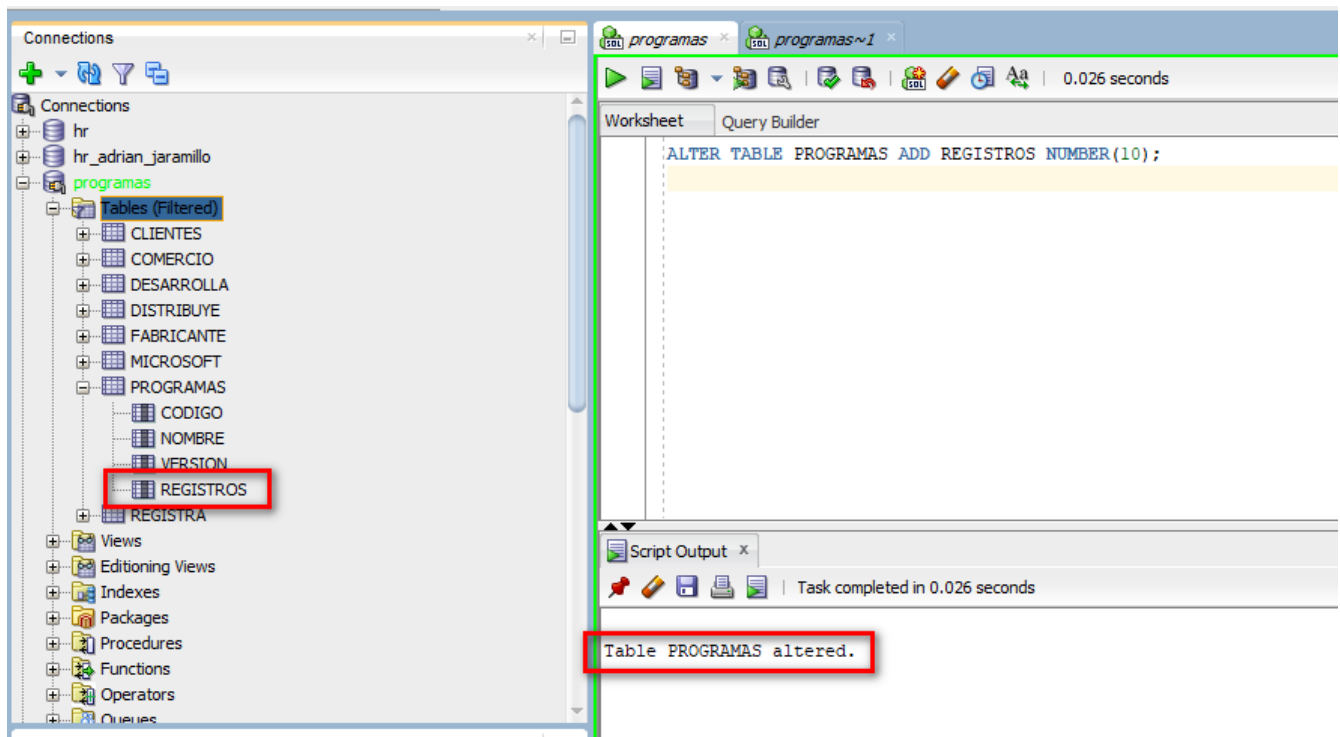 Connections
Connections
hr
hr_adrian_jaramillo
programas
Tables (Filtered)
CLIENTES
COMERCIO
DESARROLLA
DISTRIBUYE
FABRICANTE
MICROSOFT
PROGRAMAS
CODIGO
NOMBRE
VERSION
REGISTROS
REGISTRA
Views
Editioning Views
Indexes
Packages
Procedures
Functions
Operators
Queues
programas
programas~1
0.026 seconds
Worksheet
Query Builder
ALTER TABLE PROGRAMAS ADD REGISTROS NUMBER(10);
Script Output
Task completed in 0.026 seconds
Table PROGRAMAS altered.